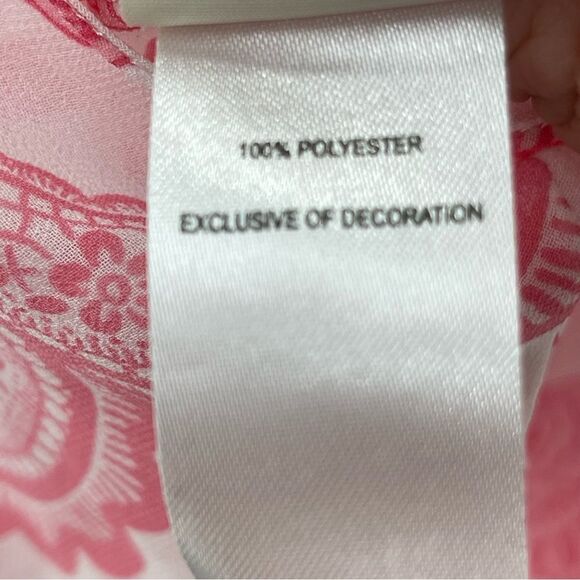 100% POLYESTER
EXCLUSIVE OF DECORATION